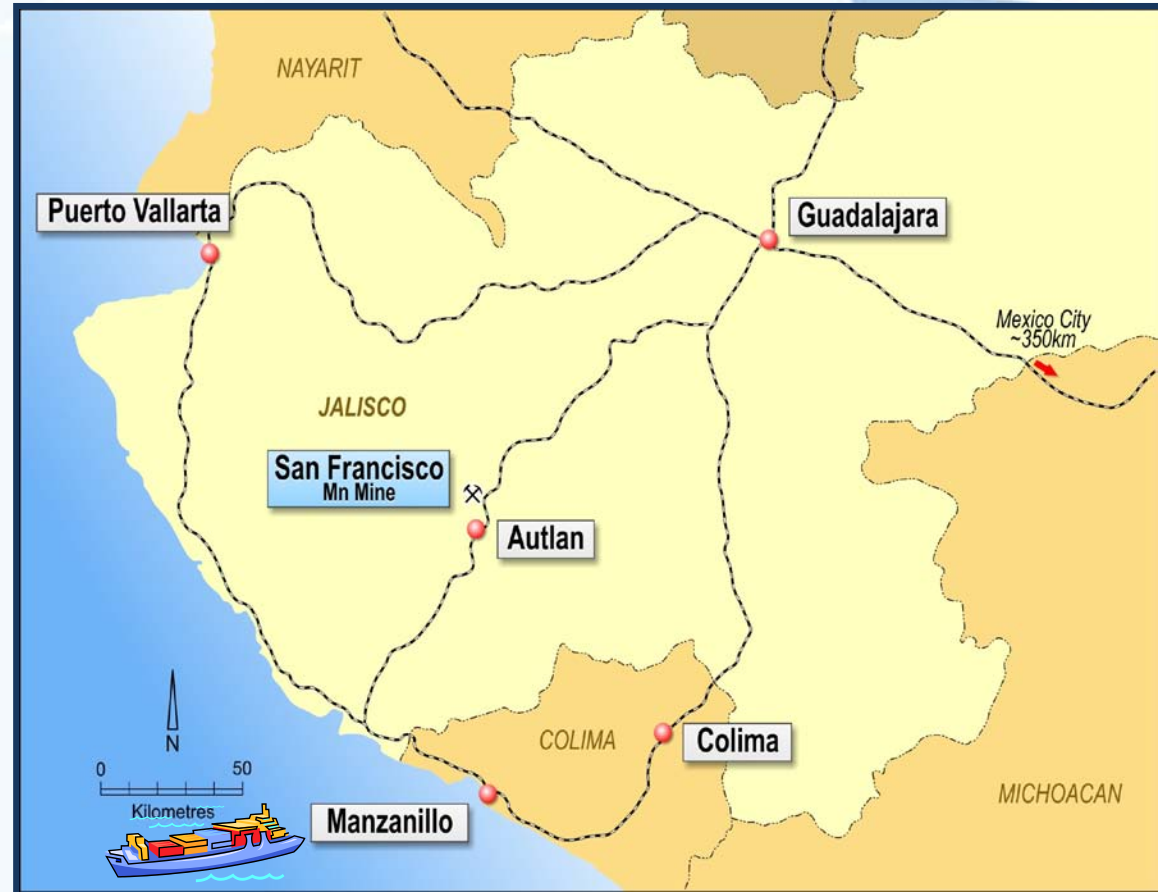 NAYARIT
Puerto Vallarta
Guadalajara
Mexico City
~350km
JALISCO
San Francisco
Mn Mine
Autlan
N
COLIMA
Colima
0 50
Kilometres
MICHOACAN
Manzanillo